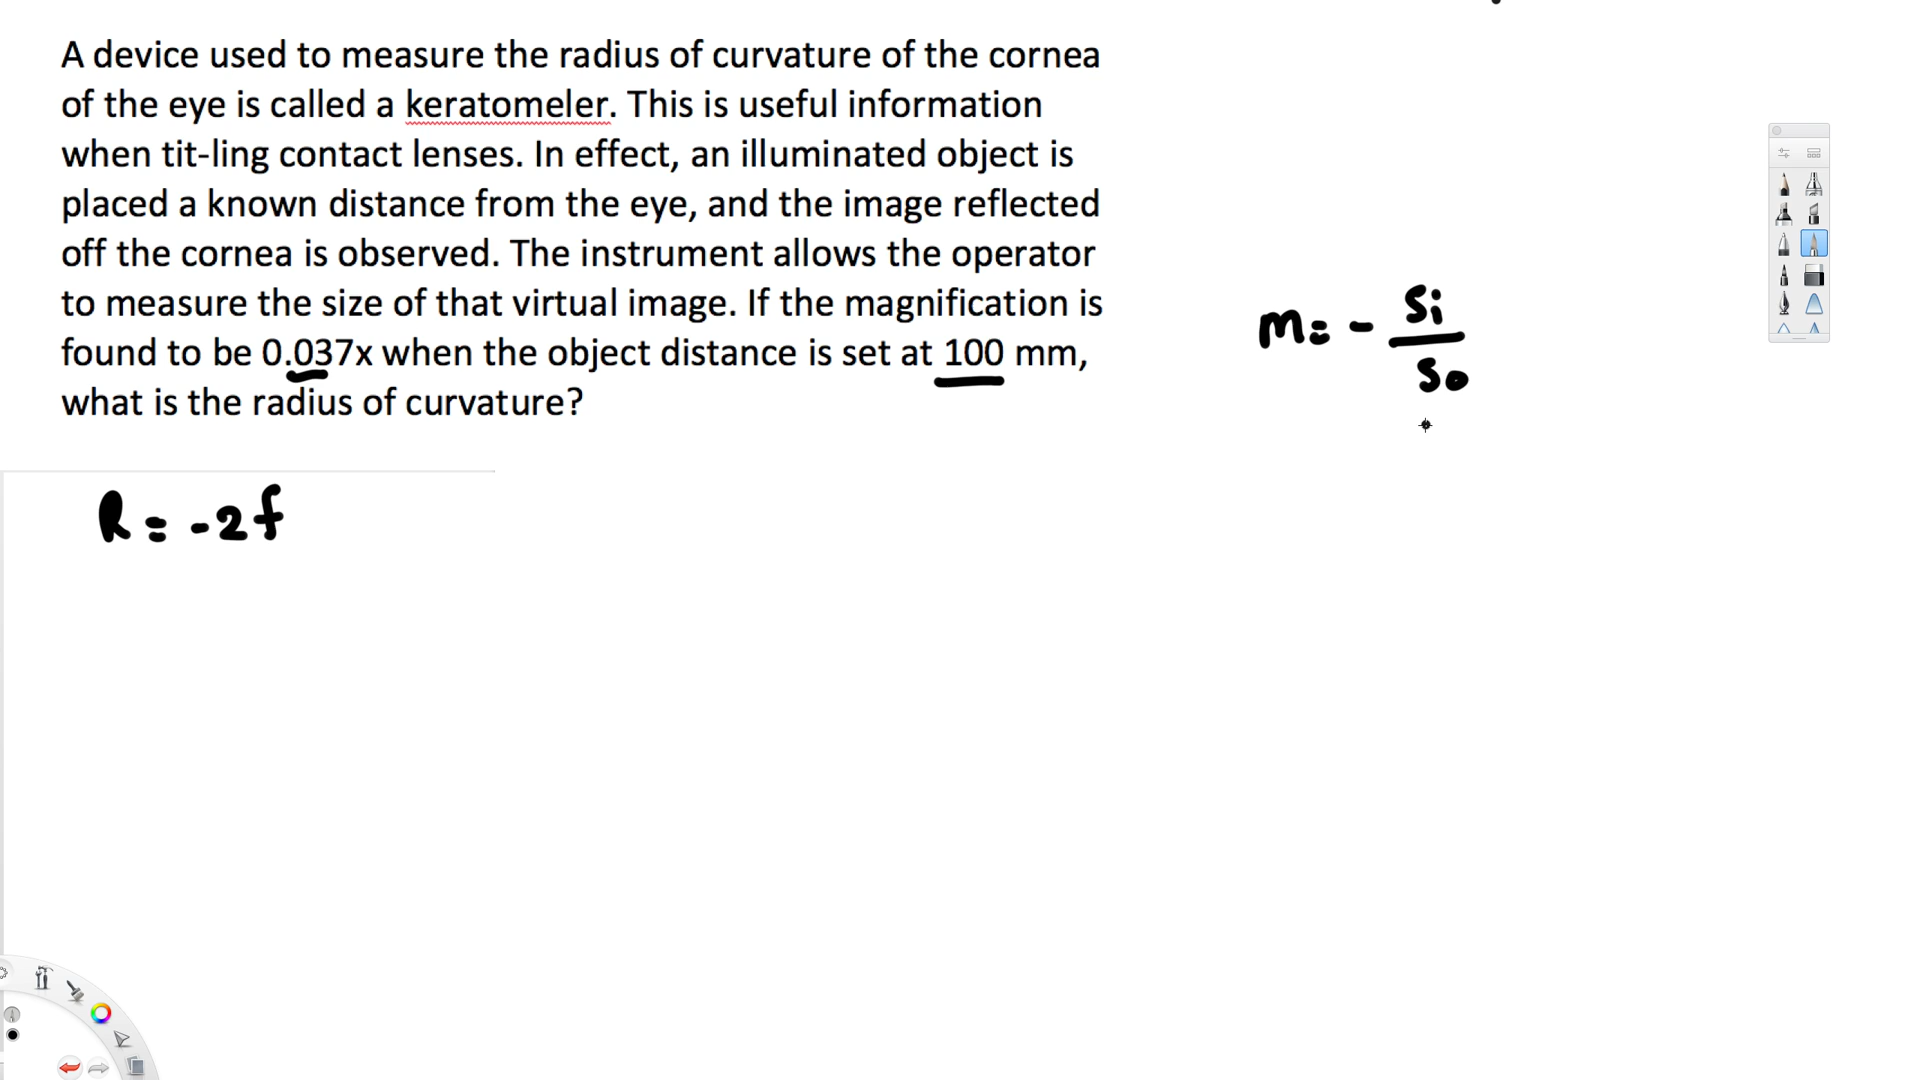 A device used to measure the radius of curvature of the cornea
of the eye is called a keratomeler. This is useful information
when tit-ling contact lenses. In effect, an illuminated object is
placed a known distance from the eye, and the image reflected
off the cornea is observed. The instrument allows the operator
to measure the size of that virtual image. If the magnification is
found to be 0.037x when the object distance is set at 100 mm,
what is the radius of curvature?
m = - si
so
R = -2f